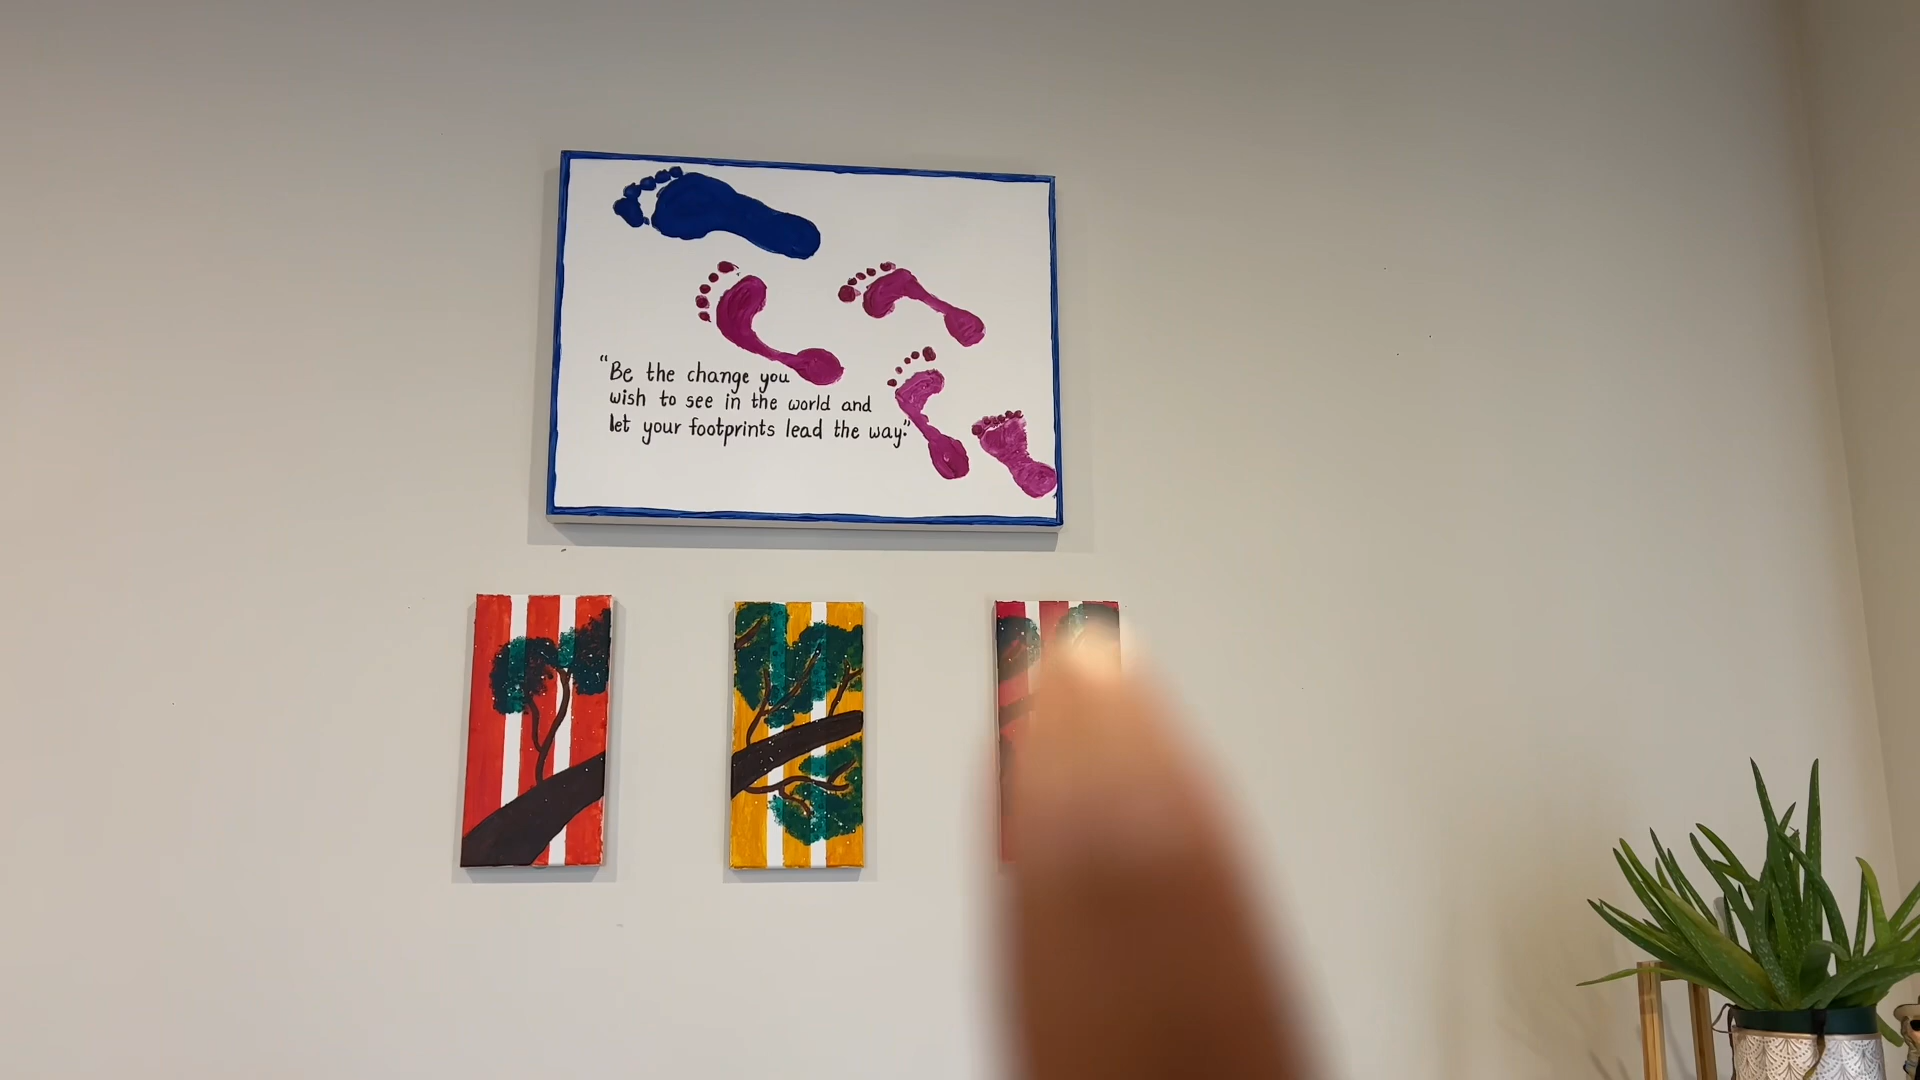 "Be the change you
wish to see in the world and
let your footprints lead the way."